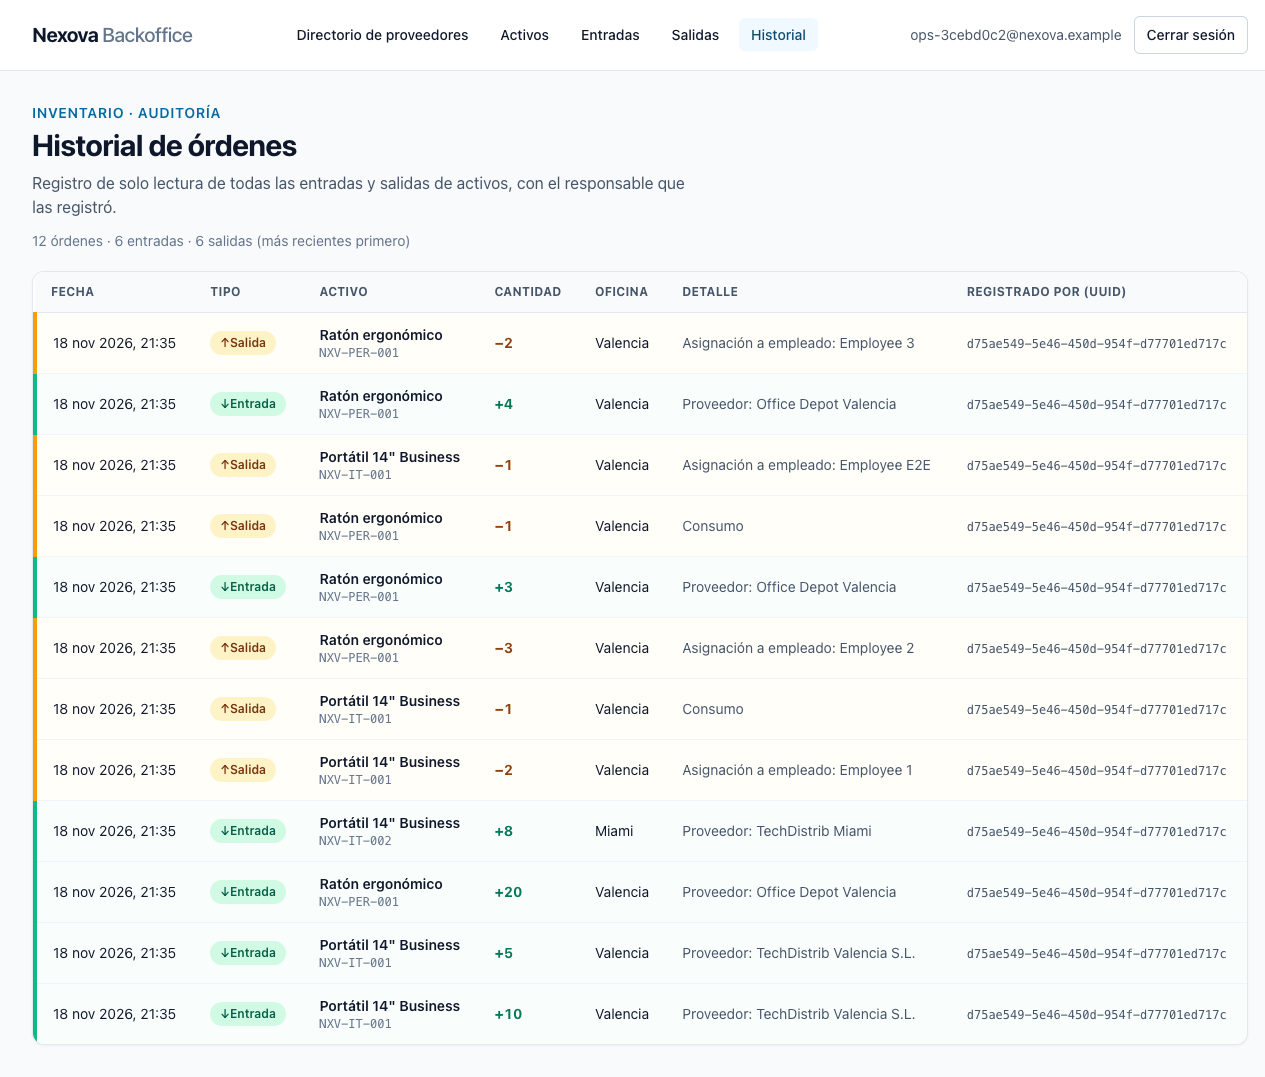 Nexova Backoffice
Directorio de proveedores
Activos
Entradas
Salidas
Historial
ops-3cebd0c2@nexova.example
Cerrar sesión
INVENTARIO · AUDITORÍA
Historial de órdenes
Registro de solo lectura de todas las entradas y salidas de activos, con el responsable que
las registró.
12 órdenes · 6 entradas · 6 salidas (más recientes primero)
FECHA TIPO ACTIVO CANTIDAD OFICINA DETALLE REGISTRADO POR (UUID)
18 nov 2026, 21:35 ↑Salida Ratón ergonómico −2 Valencia Asignación a empleado: Employee 3 d75ae549-5e46-450d-954f-d77701ed717c
NXV-PER-001
18 nov 2026, 21:35 ↓Entrada Ratón ergonómico +4 Valencia Proveedor: Office Depot Valencia d75ae549-5e46-450d-954f-d77701ed717c
NXV-PER-001
18 nov 2026, 21:35 ↑Salida Portátil 14" Business −1 Valencia Asignación a empleado: Employee E2E d75ae549-5e46-450d-954f-d77701ed717c
NXV-IT-001
18 nov 2026, 21:35 ↑Salida Ratón ergonómico −1 Valencia Consumo d75ae549-5e46-450d-954f-d77701ed717c
NXV-PER-001
18 nov 2026, 21:35 ↓Entrada Ratón ergonómico +3 Valencia Proveedor: Office Depot Valencia d75ae549-5e46-450d-954f-d77701ed717c
NXV-PER-001
18 nov 2026, 21:35 ↑Salida Ratón ergonómico −3 Valencia Asignación a empleado: Employee 2 d75ae549-5e46-450d-954f-d77701ed717c
NXV-PER-001
18 nov 2026, 21:35 ↑Salida Portátil 14" Business −1 Valencia Consumo d75ae549-5e46-450d-954f-d77701ed717c
NXV-IT-001
18 nov 2026, 21:35 ↑Salida Portátil 14" Business −2 Valencia Asignación a empleado: Employee 1 d75ae549-5e46-450d-954f-d77701ed717c
NXV-IT-001
18 nov 2026, 21:35 ↓Entrada Portátil 14" Business +8 Miami Proveedor: TechDistrib Miami d75ae549-5e46-450d-954f-d77701ed717c
NXV-IT-002
18 nov 2026, 21:35 ↓Entrada Ratón ergonómico +20 Valencia Proveedor: Office Depot Valencia d75ae549-5e46-450d-954f-d77701ed717c
NXV-PER-001
18 nov 2026, 21:35 ↓Entrada Portátil 14" Business +5 Valencia Proveedor: TechDistrib Valencia S.L. d75ae549-5e46-450d-954f-d77701ed717c
NXV-IT-001
18 nov 2026, 21:35 ↓Entrada Portátil 14" Business +10 Valencia Proveedor: TechDistrib Valencia S.L. d75ae549-5e46-450d-954f-d77701ed717c
NXV-IT-001